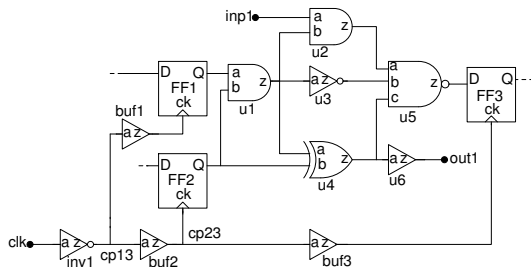 inp1 a z
b
u2
D Q a z a z a z D Q
FF1 b b FF3
ck u1 u3 c u5 ck
buf1
a z
D Q a z a z out1
FF2 b u6
ck u4
cp23
clk a z a z a z
inv1 cp13 buf2 buf3